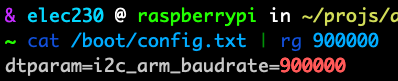 & elec230 @ raspberrypi in ~/projs/
~ cat /boot/config.txt | rg 900000
dtparam=i2c_arm_baudrate=900000